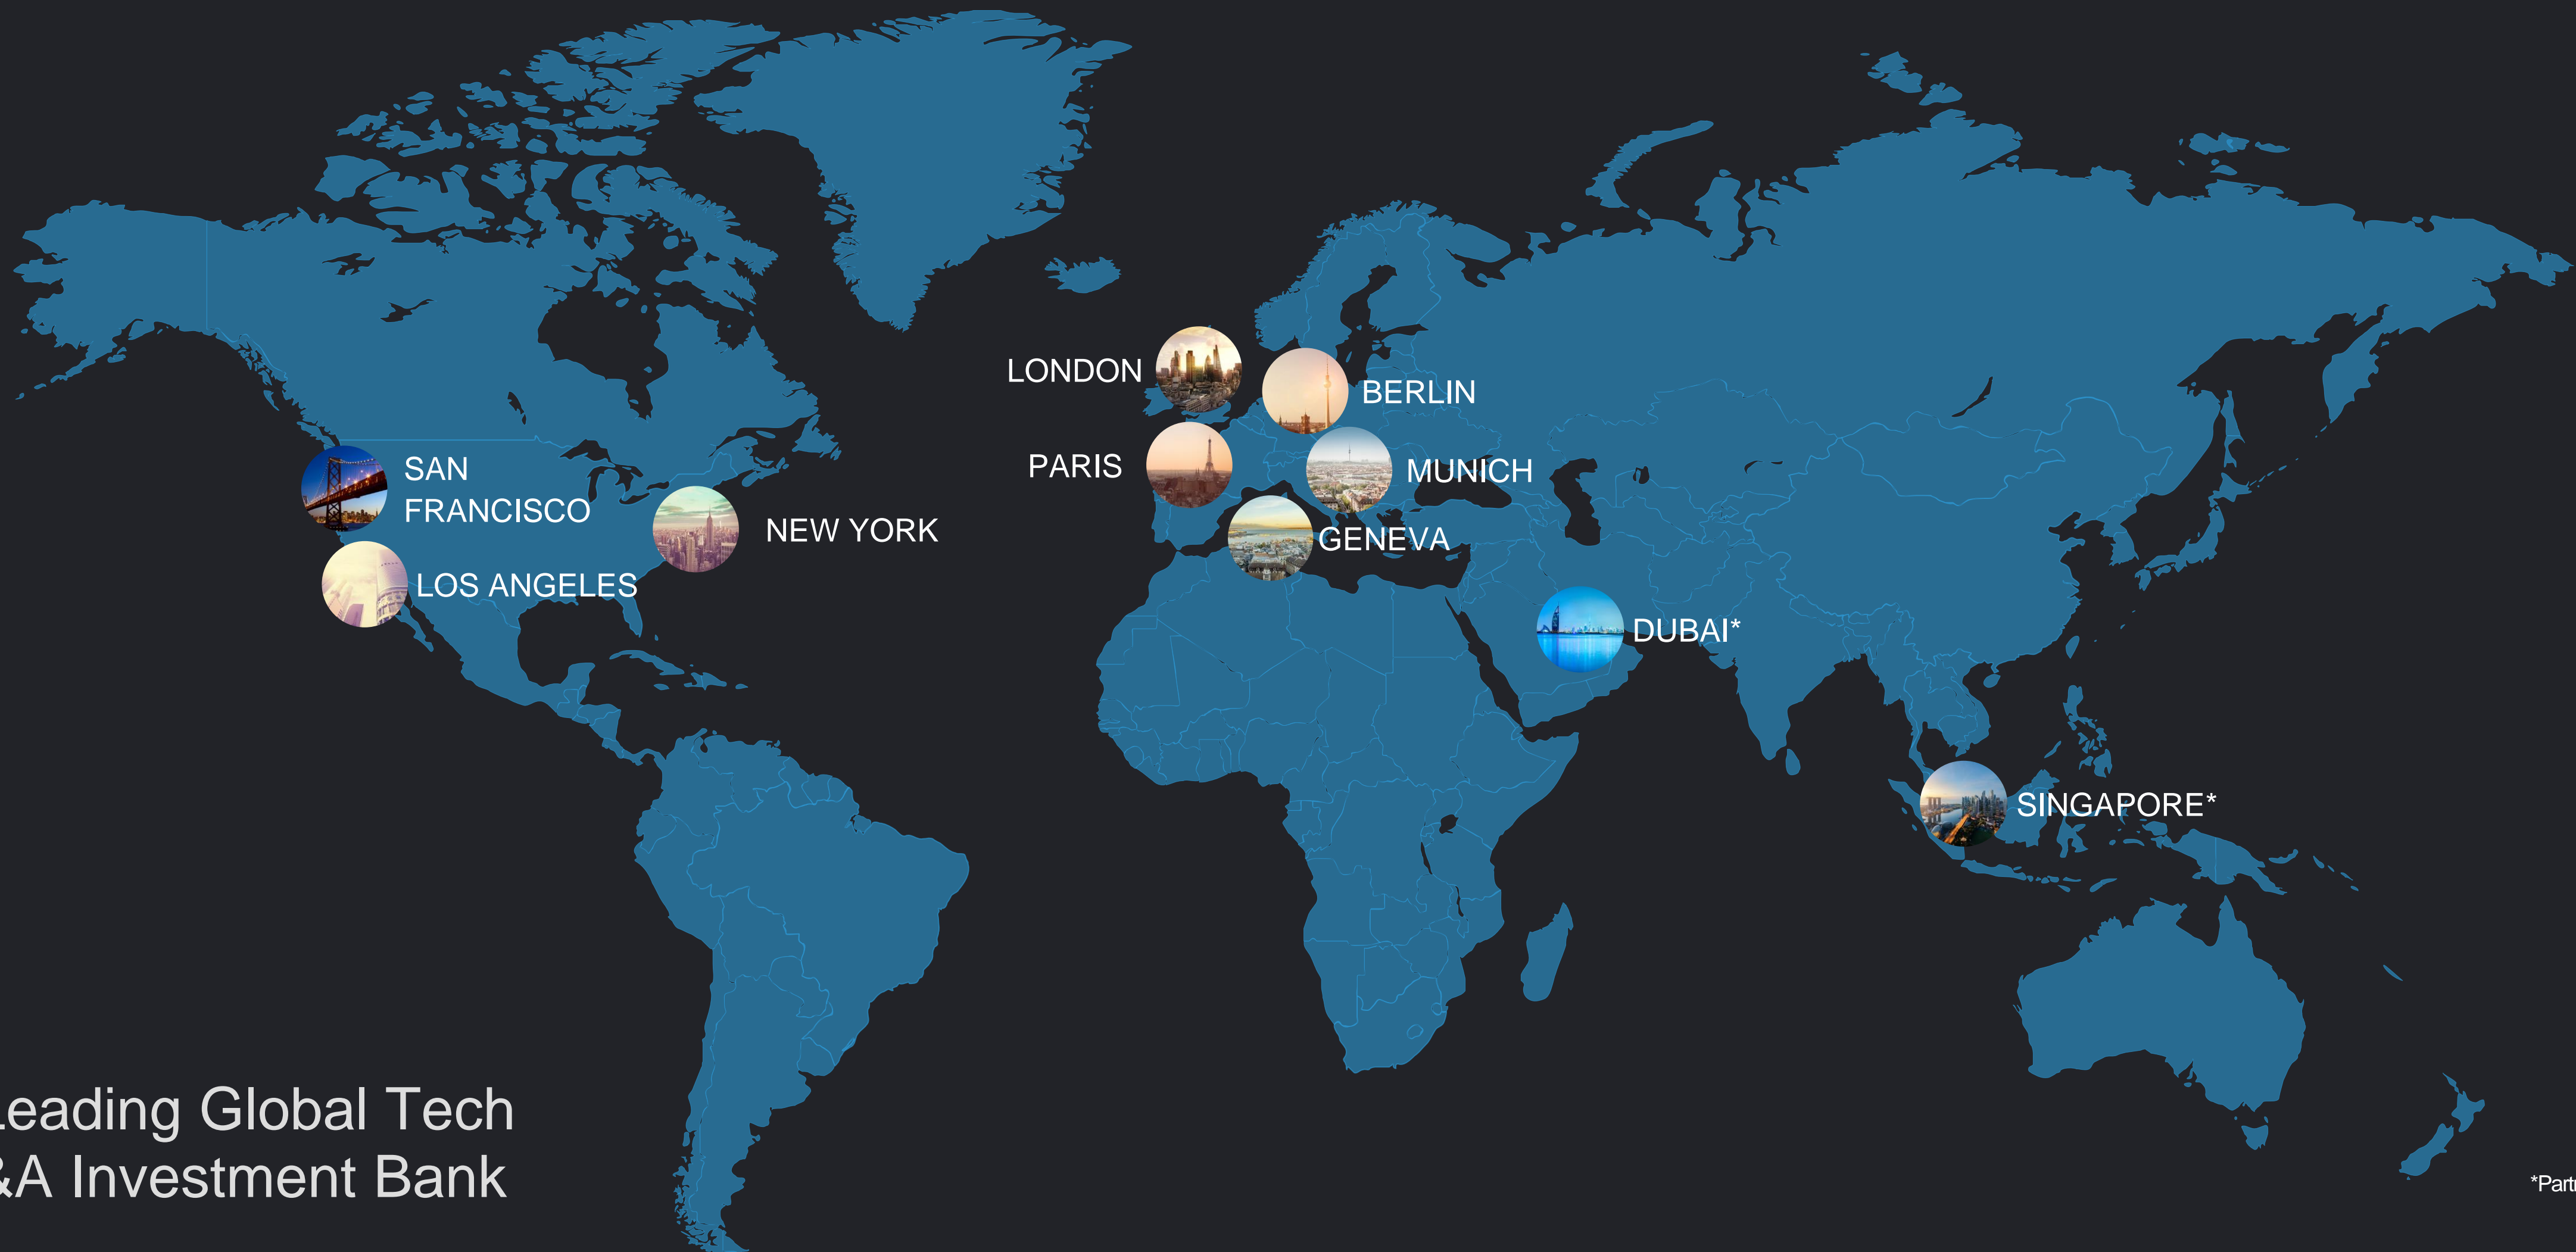 LONDON
BERLIN
PARIS
MUNICH
SAN
FRANCISCO
NEW YORK
GENEVA
LOS ANGELES
DUBAI*
SINGAPORE*
eading Global Tech
&A Investment Bank
*Part